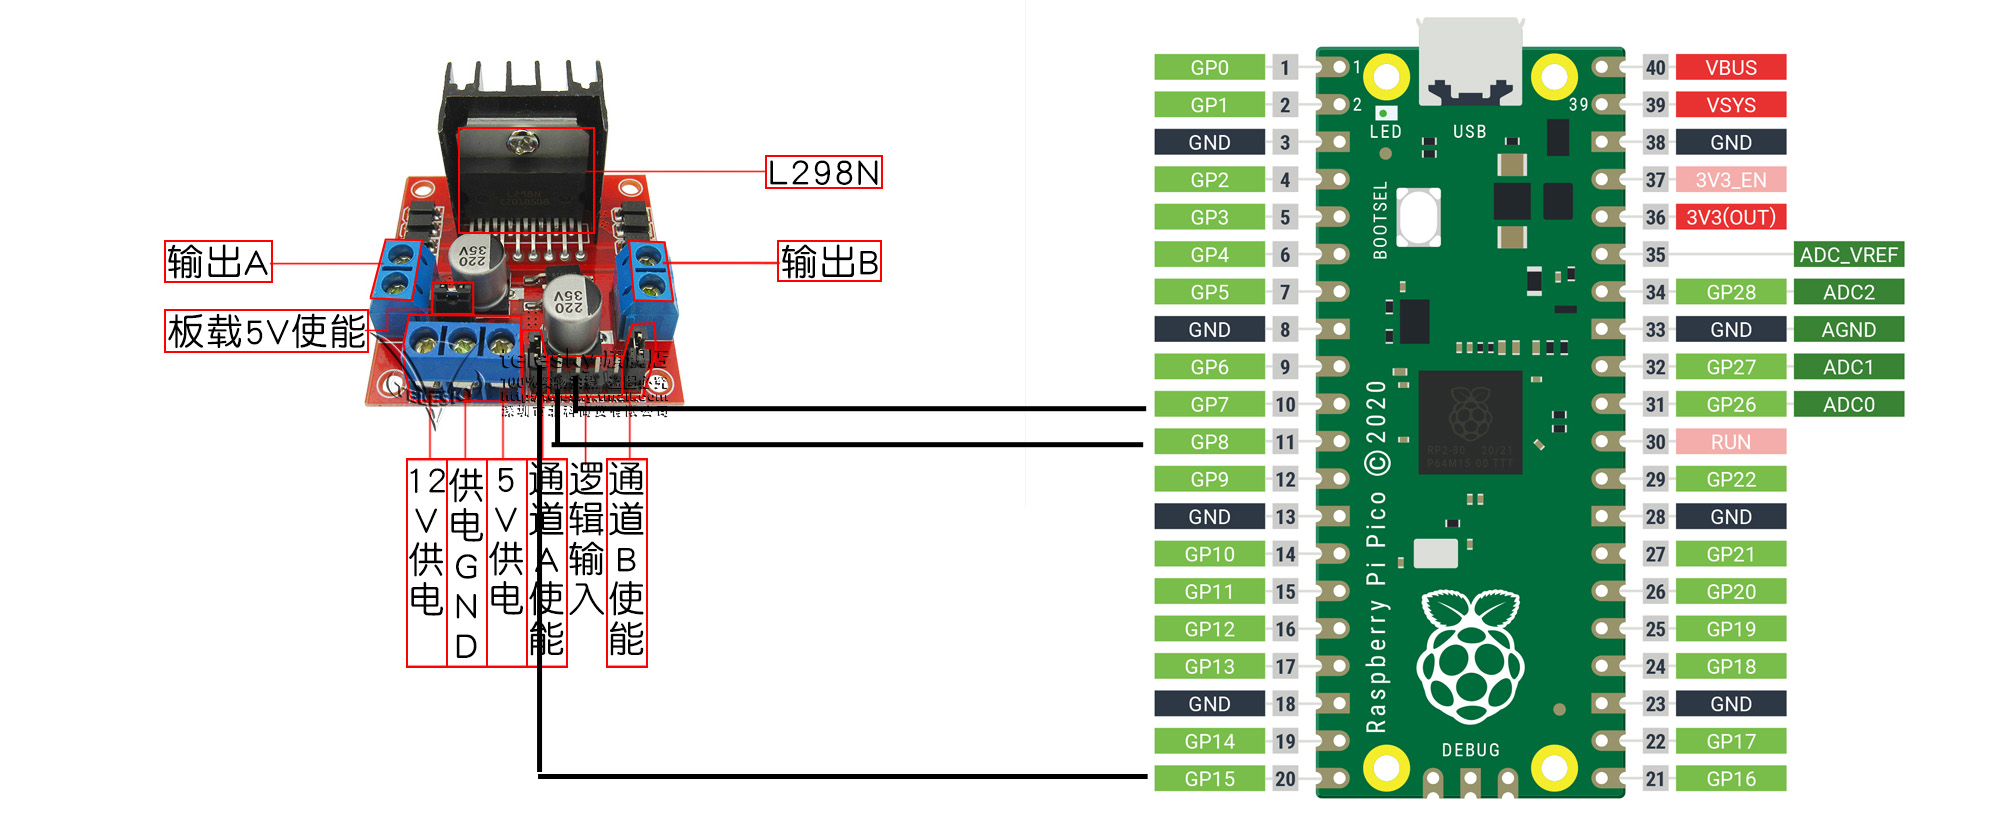 L298N
输出A
输出B
板载5V使能
220
35V
220
35V
12V供电
供电GND
5V供电
通道A使能
逻辑输入
通道B使能
GP0 1
GP1 2
GND 3
GP2 4
GP3 5
GP4 6
GP5 7
GND 8
GP6 9
GP7 10
GP8 11
GP9 12
GND 13
GP10 14
GP11 15
GP12 16
GP13 17
GND 18
GP14 19
GP15 20
1
2
39
LED
USB
BOOTSEL
Raspberry Pi Pico ©2020
DEBUG
40 VBUS
39 VSYS
38 GND
37 3V3_EN
36 3V3(OUT)
35 ADC_VREF
34 GP28 ADC2
33 GND AGND
32 GP27 ADC1
31 GP26 ADC0
30 RUN
29 GP22
28 GND
27 GP21
26 GP20
25 GP19
24 GP18
23 GND
22 GP17
21 GP16